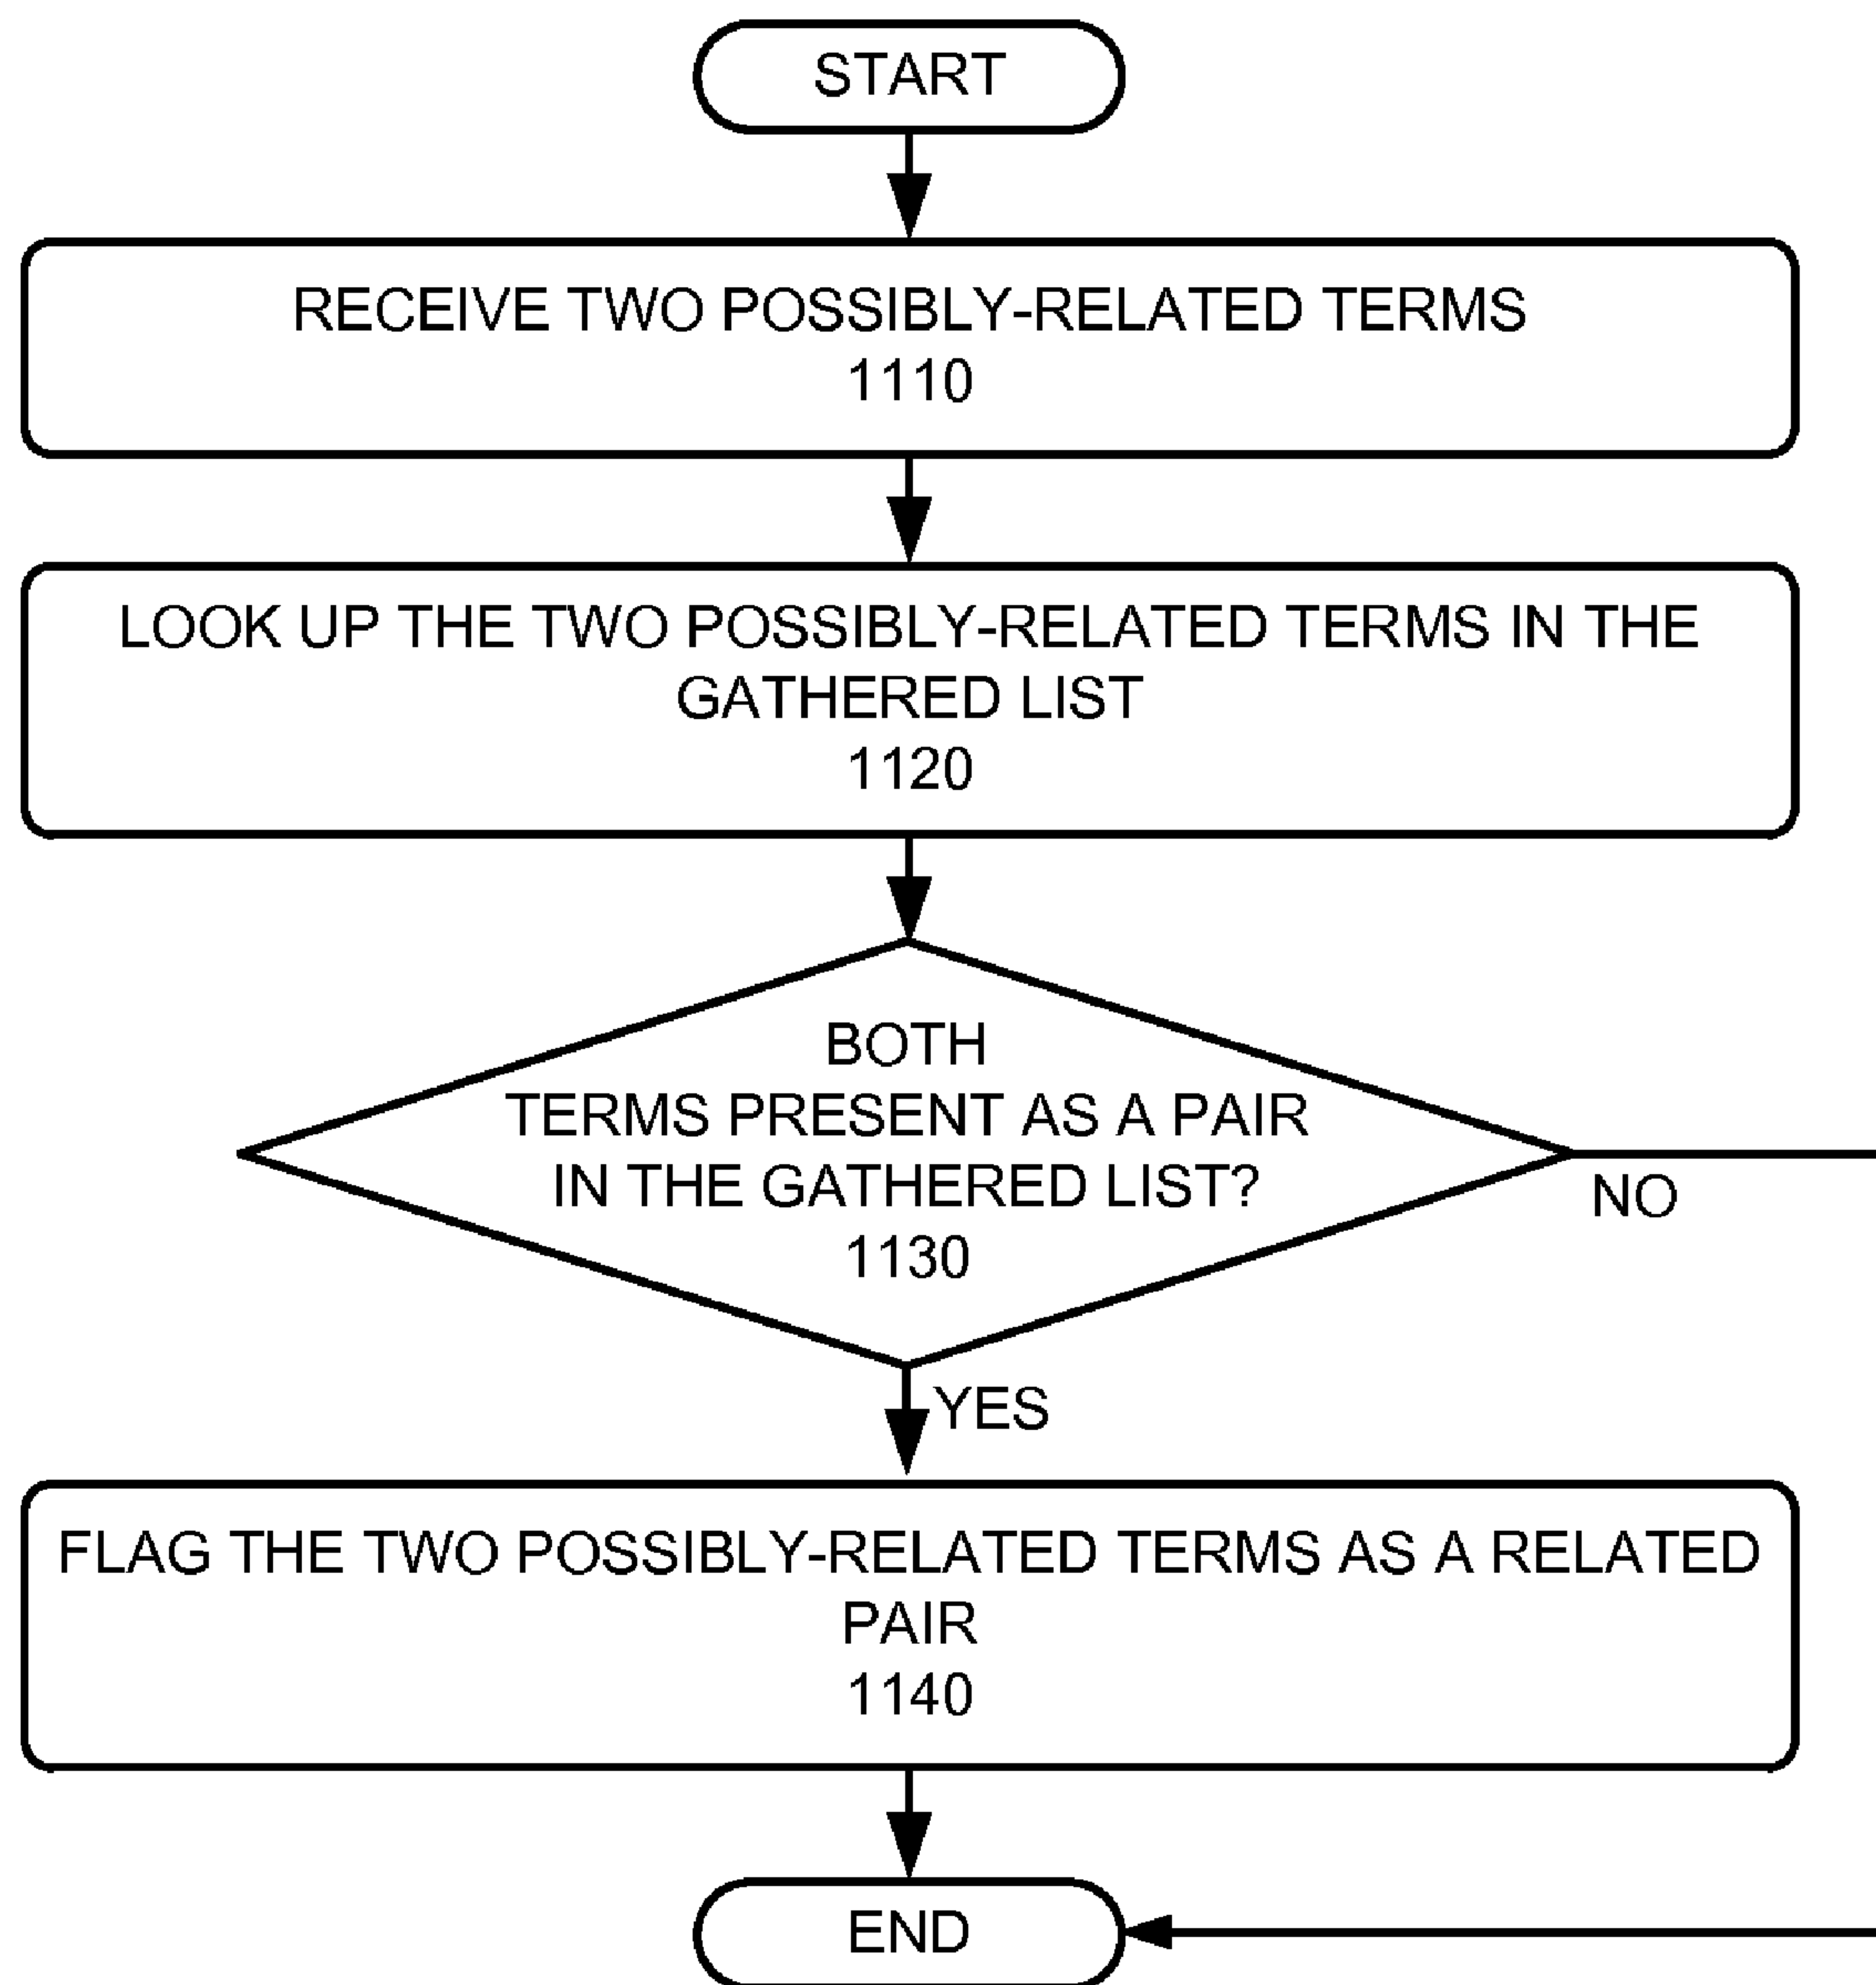 START
RECEIVE TWO POSSIBLY-RELATED TERMS
1110
LOOK UP THE TWO POSSIBLY-RELATED TERMS IN THE
GATHERED LIST
1120
BOTH
TERMS PRESENT AS A PAIR
IN THE GATHERED LIST?
1130
NO
YES
FLAG THE TWO POSSIBLY-RELATED TERMS AS A RELATED
PAIR
1140
END